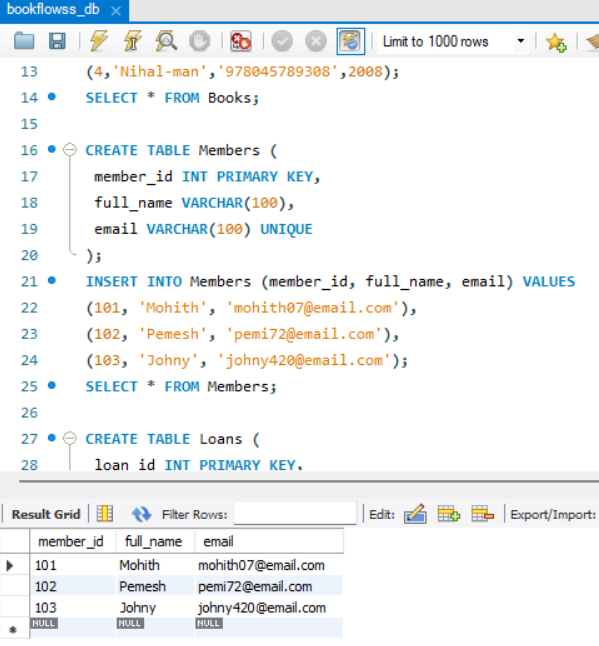 bookflowss_db ×
Limit to 1000 rows
13 (4,'Nihal-man','978045789308',2008);
14 SELECT * FROM Books;
15
16 CREATE TABLE Members (
17 member_id INT PRIMARY KEY,
18 full_name VARCHAR(100),
19 email VARCHAR(100) UNIQUE
20 );
21 INSERT INTO Members (member_id, full_name, email) VALUES
22 (101, 'Mohith', 'mohith07@email.com'),
23 (102, 'Pemesh', 'pemi72@email.com'),
24 (103, 'Johny', 'johny420@email.com');
25 SELECT * FROM Members;
26
27 CREATE TABLE Loans (
28 loan_id INT PRIMARY KEY,
Result Grid Filter Rows: Edit: Export/Import:
member_id full_name email
101 Mohith mohith07@email.com
102 Pemesh pemi72@email.com
103 Johny johny420@email.com
NULL NULL NULL